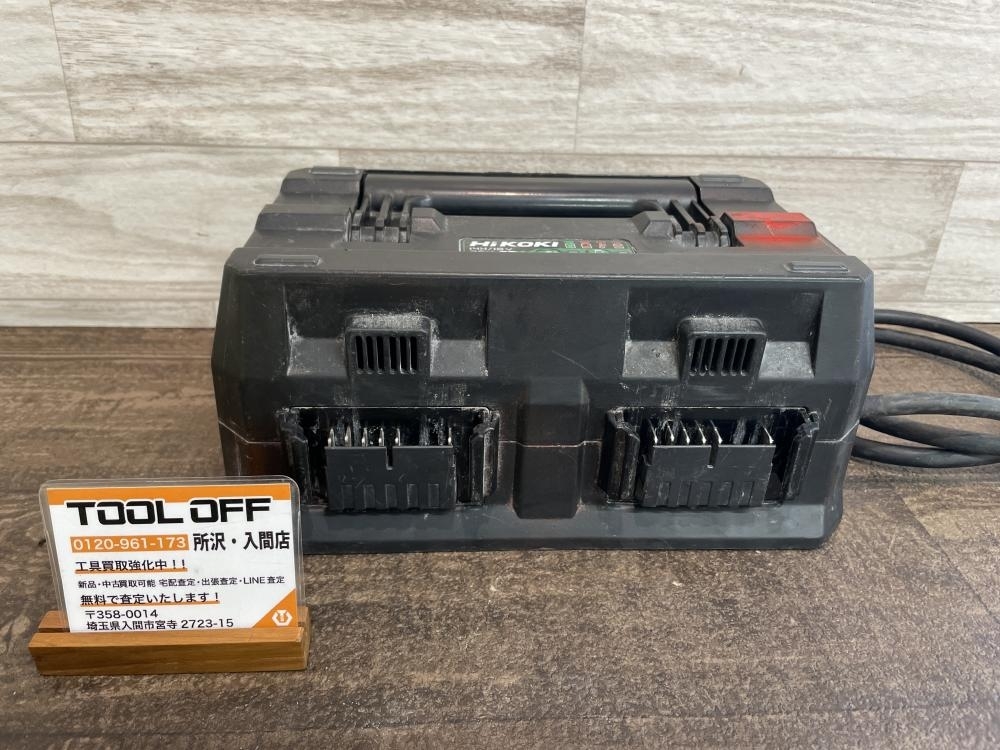 HiKOKI
14.4/18V
TOOL OFF
0120-961-173 所沢・入間店
工具買取強化中！！
新品・中古買取可能 宅配査定・出張査定・LINE査定
無料で査定いたします！
〒358-0014
埼玉県入間市宮寺 2723-15